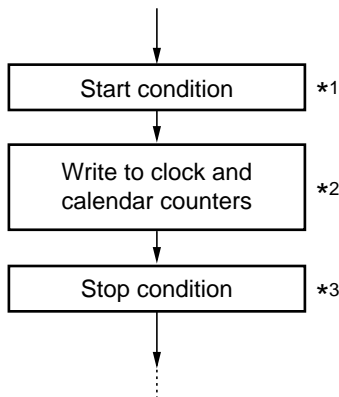 Start condition *1
Write to clock and
calendar counters *2
Stop condition *3